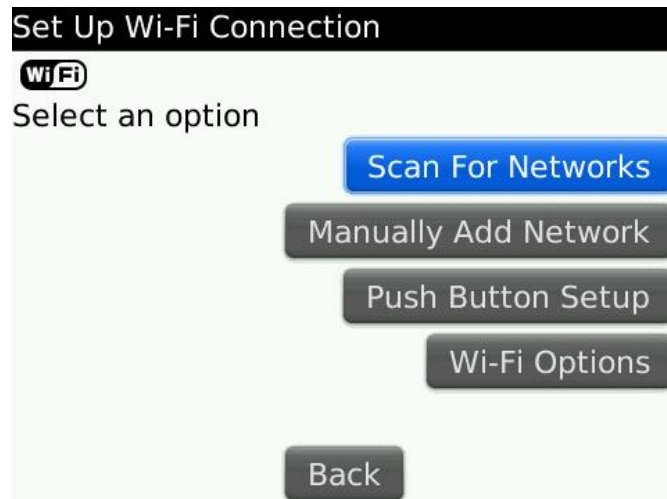 Set Up Wi-Fi Connection
WiFi
Select an option
Scan For Networks
Manually Add Network
Push Button Setup
Wi-Fi Options
Back